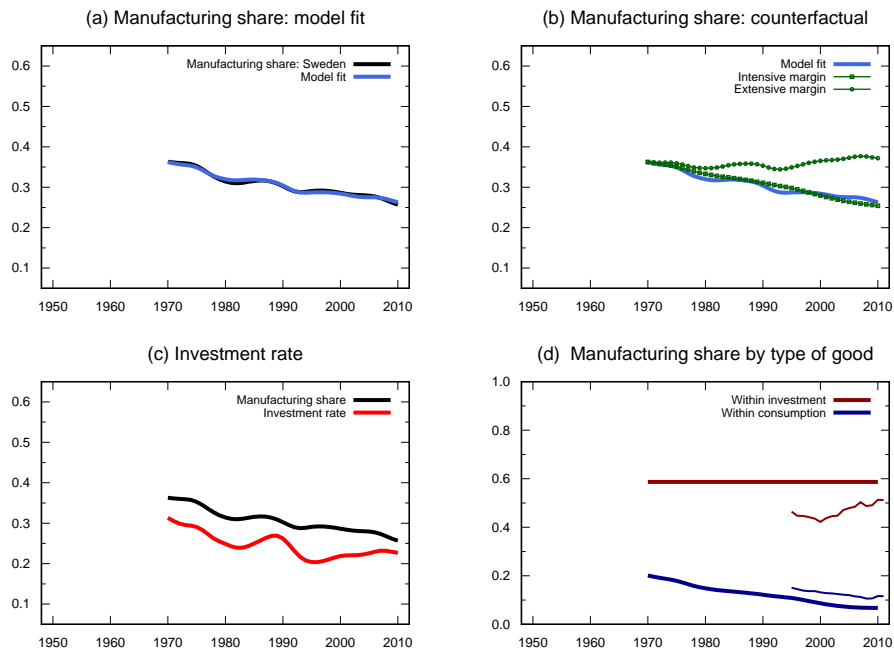 (a) Manufacturing share: model fit
0.6
0.5
0.4
0.3
0.2
0.1
1950 1960 1970 1980 1990 2000 2010
Manufacturing share: Sweden
Model fit
(b) Manufacturing share: counterfactual
0.6
0.5
0.4
0.3
0.2
0.1
1950 1960 1970 1980 1990 2000 2010
Model fit
Intensive margin
Extensive margin
(c) Investment rate
0.6
0.5
0.4
0.3
0.2
0.1
1950 1960 1970 1980 1990 2000 2010
Manufacturing share
Investment rate
(d) Manufacturing share by type of good
1.0
0.8
0.6
0.4
0.2
0.0
1950 1960 1970 1980 1990 2000 2010
Within investment
Within consumption